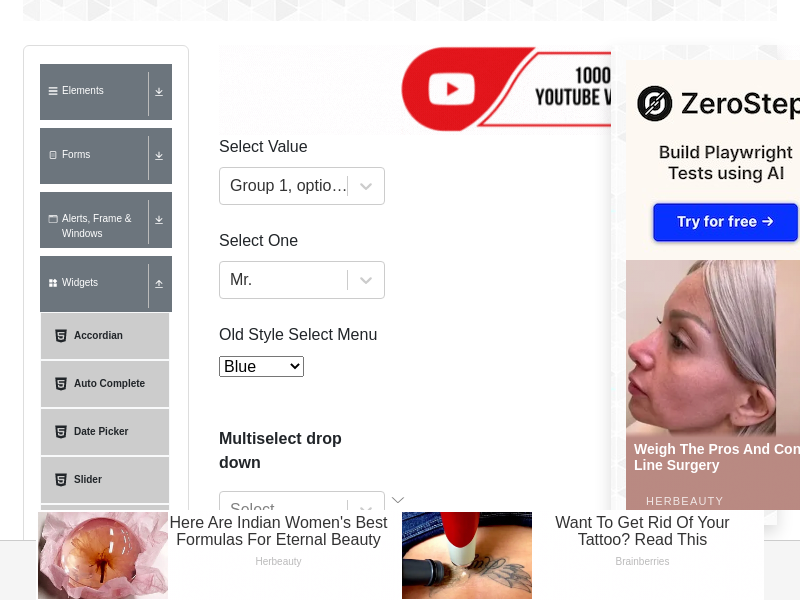 Elements
Forms
Alerts, Frame &
Windows
Widgets
Accordian
Auto Complete
Date Picker
Slider
1000
YOUTUBE V
Select Value
Group 1, optio...
Select One
Mr.
Old Style Select Menu
Blue
Multiselect drop
down
Select...
ZeroStep
Build Playwright
Tests using AI
Try for free →
Weigh The Pros And Con
Line Surgery
HERBEAUTY
Here Are Indian Women's Best
Formulas For Eternal Beauty
Herbeauty
Want To Get Rid Of Your
Tattoo? Read This
Brainberries